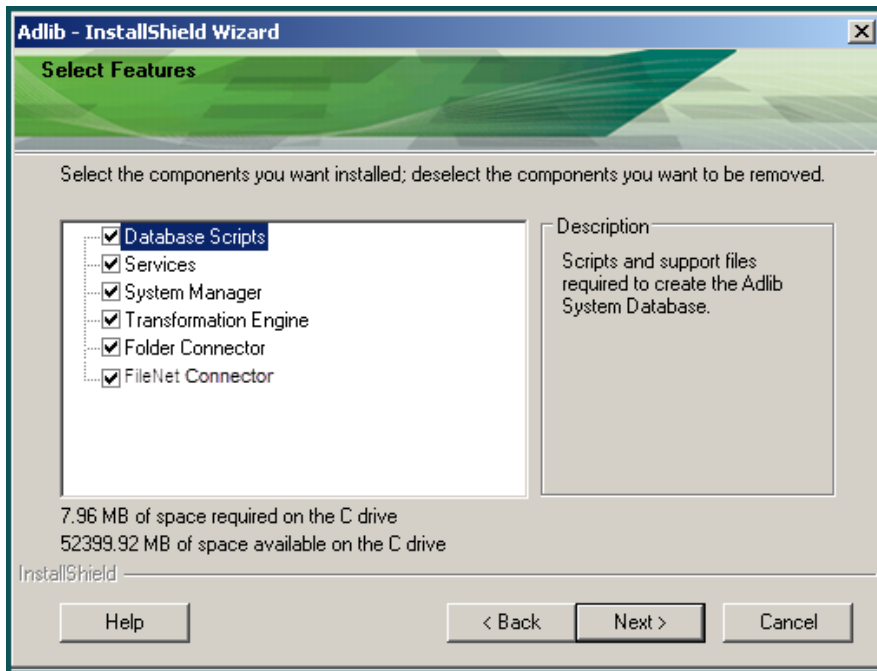 Adlib - InstallShield Wizard
Select Features
Select the components you want installed; deselect the components you want to be removed.
Database Scripts
Services
System Manager
Transformation Engine
Folder Connector
FileNet Connector
Description
Scripts and support files
required to create the Adlib
System Database.
7.96 MB of space required on the C drive
52399.92 MB of space available on the C drive
InstallShield
Help
< Back
Next >
Cancel